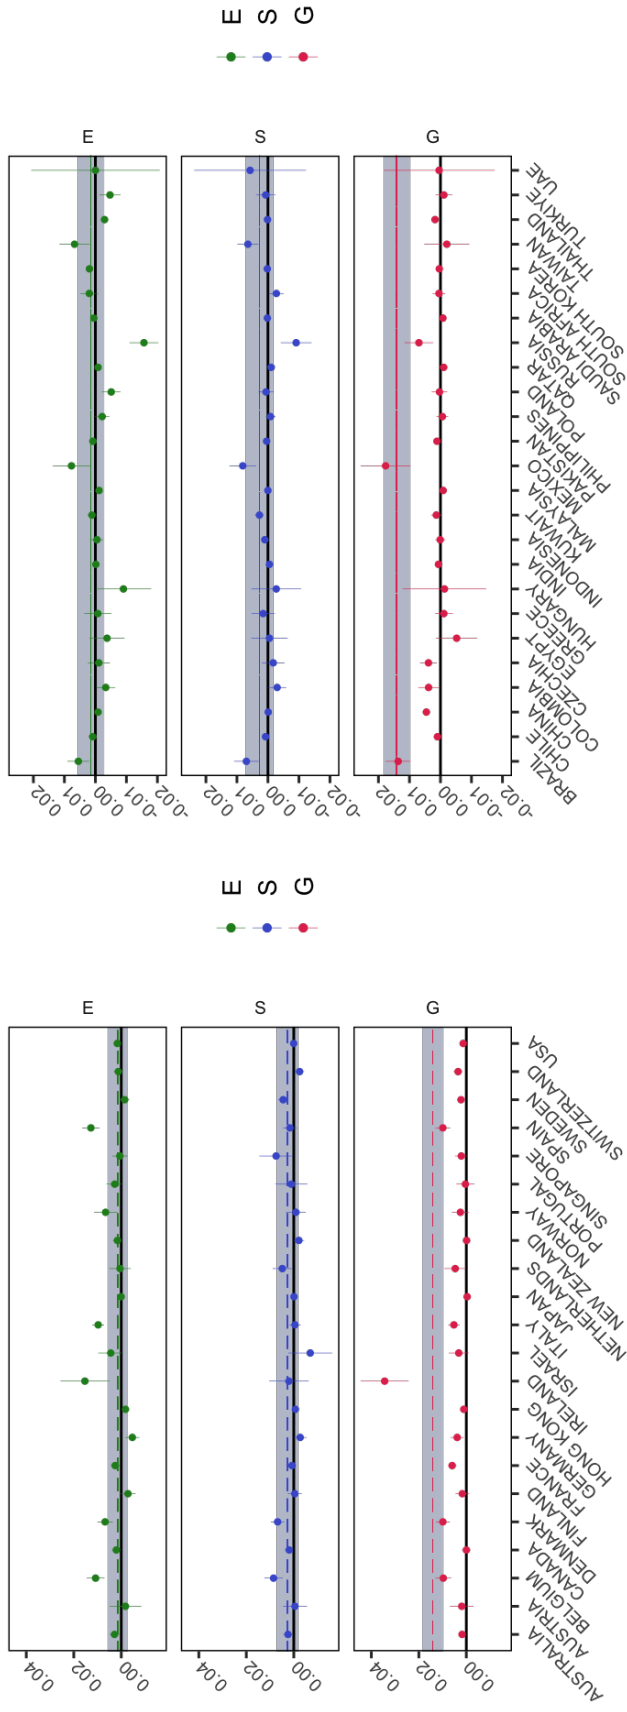 0.04
0.02
0.00
E
0.04
0.02
0.00
S
0.04
0.02
0.00
G
AUSTRALIA
AUSTRIA
BELGIUM
CANADA
DENMARK
FINLAND
FRANCE
GERMANY
HONG KONG
IRELAND
ISRAEL
ITALY
JAPAN
NETHERLANDS
NEW ZEALAND
NORWAY
PORTUGAL
SINGAPORE
SPAIN
SWEDEN
SWITZERLAND
USA
E
S
G
0.02
0.01
0.00
-0.01
-0.02
E
0.02
0.01
0.00
-0.01
-0.02
S
0.02
0.01
0.00
-0.01
-0.02
G
BRAZIL
CHILE
CHINA
COLOMBIA
CZECHIA
EGYPT
GREECE
HUNGARY
INDIA
INDONESIA
KUWAIT
MALAYSIA
MEXICO
PAKISTAN
PHILIPPINES
POLAND
QATAR
RUSSIA
SAUDI ARABIA
SOUTH AFRICA
SOUTH KOREA
TAIWAN
THAILAND
TURKIYE
UAE
E
S
G